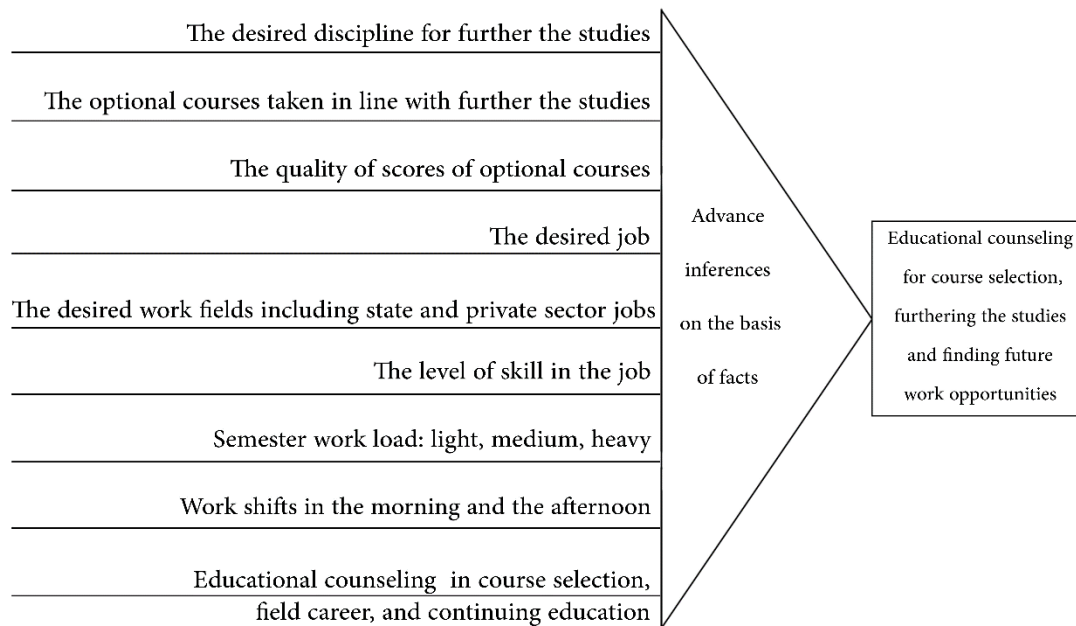 The desired discipline for further the studies
The optional courses taken in line with further the studies
The quality of scores of optional courses
The desired job
The desired work fields including state and private sector jobs
The level of skill in the job
Semester work load: light, medium, heavy
Work shifts in the morning and the afternoon
Educational counseling in course selection,
field career, and continuing education
Advance
inferences
on the basis
of facts
Educational counseling
for course selection,
furthering the studies
and finding future
work opportunities